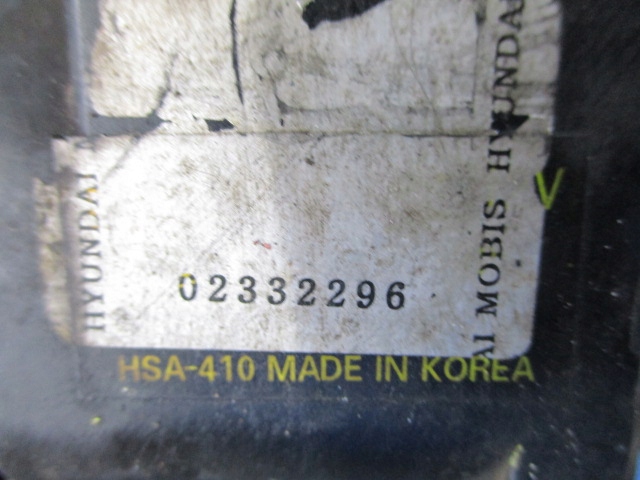 HYUNDAI
HYUNDAI
AI MOBIS
V
02332296
HSA-410 MADE IN KOREA